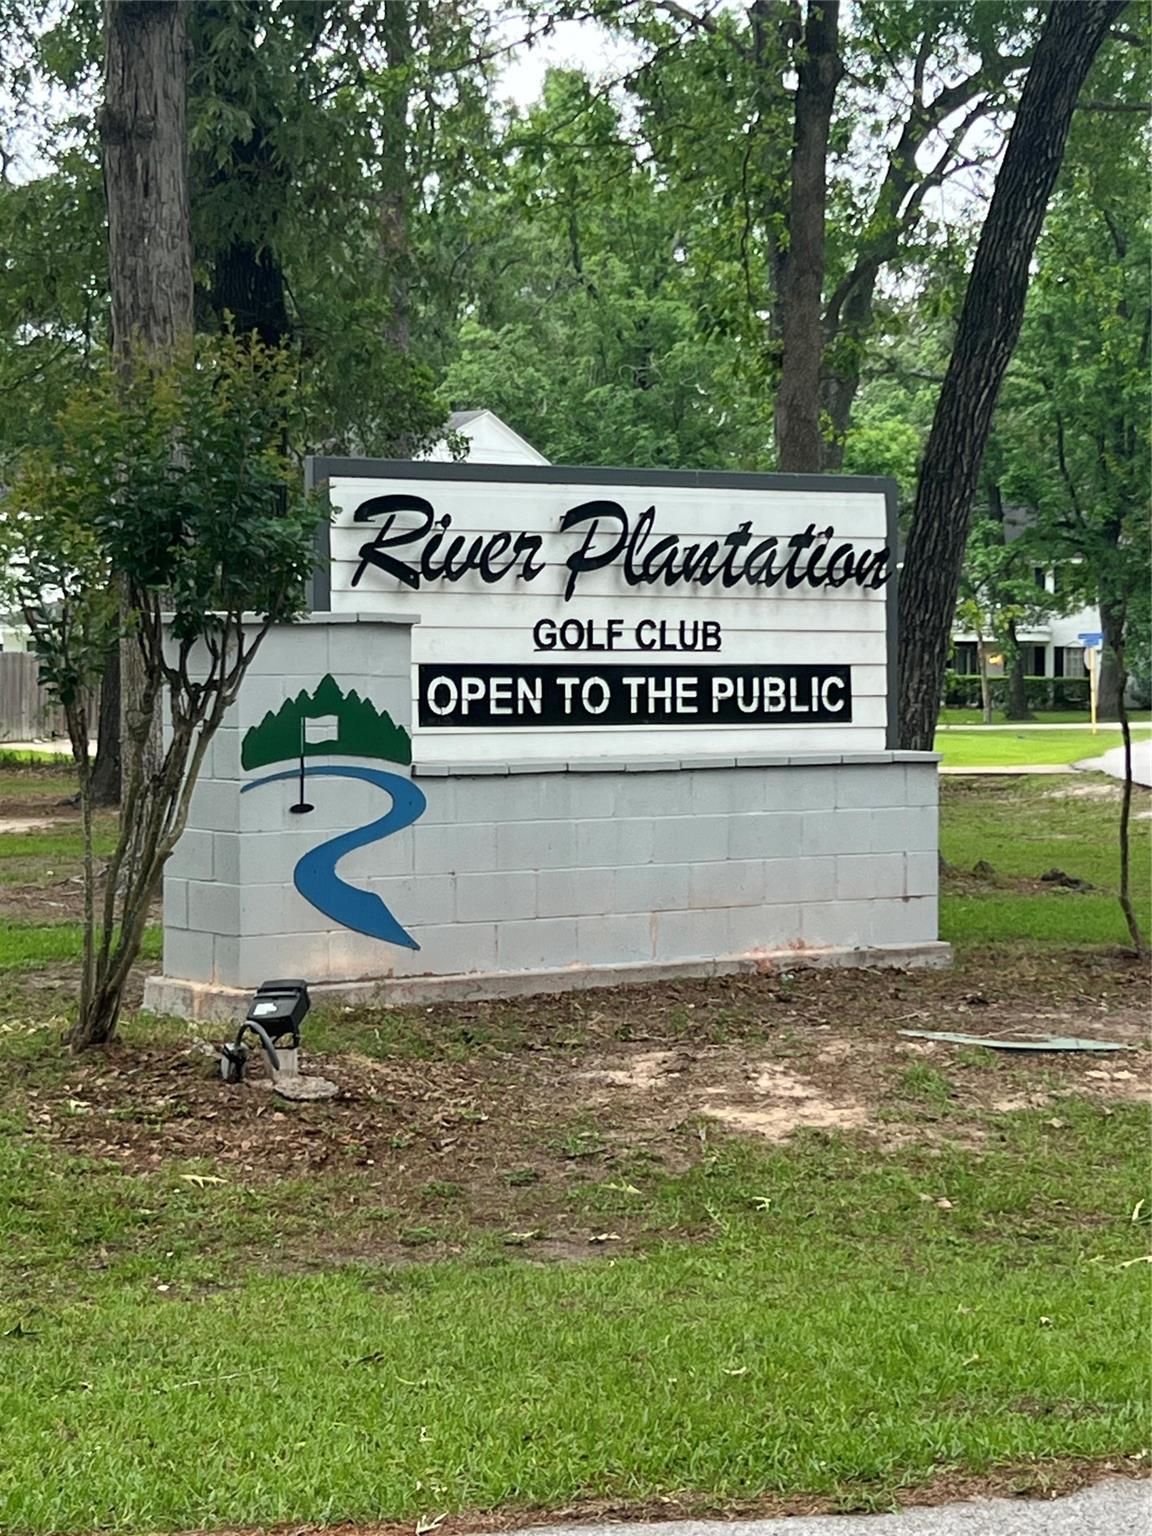 River Plantation
GOLF CLUB
OPEN TO THE PUBLIC